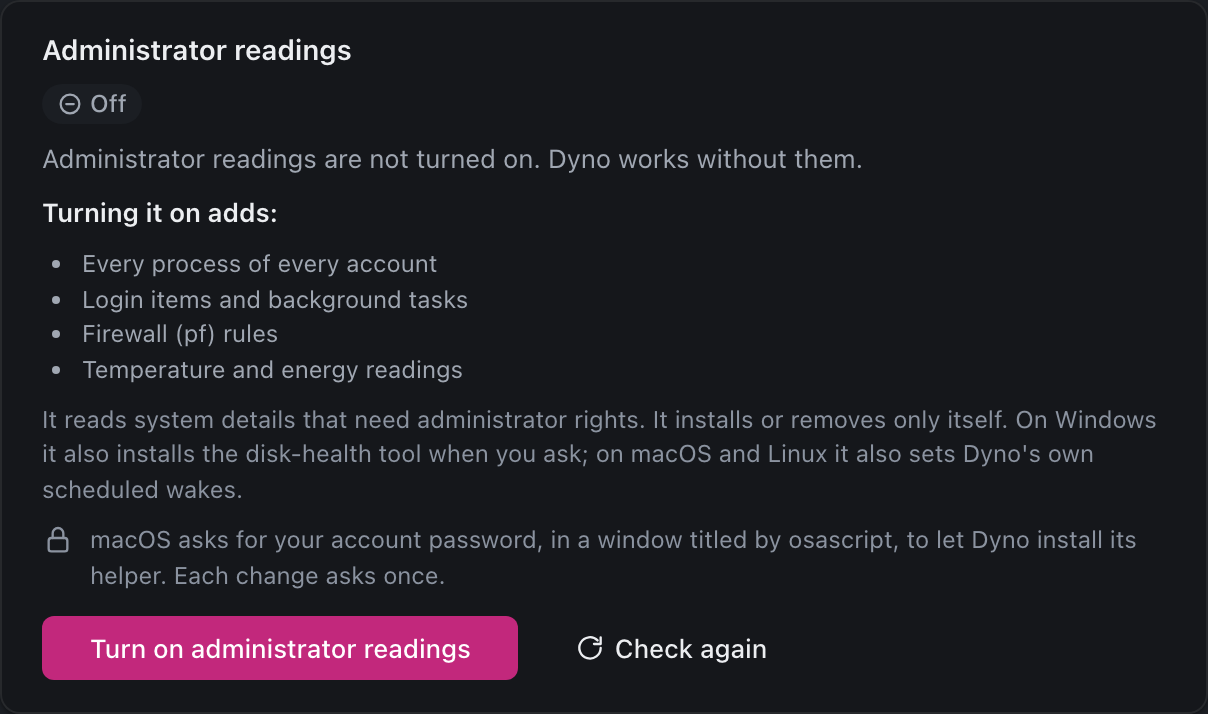 Administrator readings
Off
Administrator readings are not turned on. Dyno works without them.
Turning it on adds:
• Every process of every account
• Login items and background tasks
• Firewall (pf) rules
• Temperature and energy readings
It reads system details that need administrator rights. It installs or removes only itself. On Windows
it also installs the disk-health tool when you ask; on macOS and Linux it also sets Dyno's own
scheduled wakes.
macOS asks for your account password, in a window titled by osascript, to let Dyno install its
helper. Each change asks once.
Turn on administrator readings
Check again